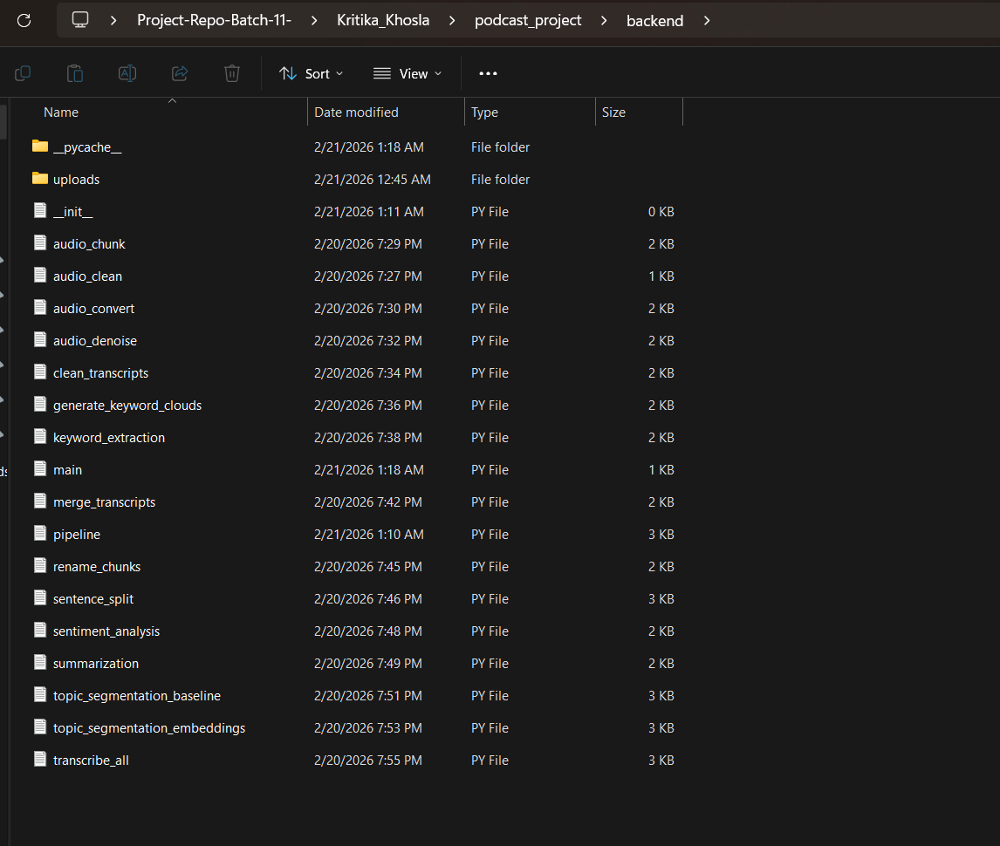 Project-Repo-Batch-11- Kritika_Khosla podcast_project backend
Sort View
Name Date modified Type Size
__pycache__ 2/21/2026 1:18 AM File folder
uploads 2/21/2026 12:45 AM File folder
__init__ 2/21/2026 1:11 AM PY File 0 KB
audio_chunk 2/20/2026 7:29 PM PY File 2 KB
audio_clean 2/20/2026 7:27 PM PY File 1 KB
audio_convert 2/20/2026 7:30 PM PY File 2 KB
audio_denoise 2/20/2026 7:32 PM PY File 2 KB
clean_transcripts 2/20/2026 7:34 PM PY File 2 KB
generate_keyword_clouds 2/20/2026 7:36 PM PY File 2 KB
keyword_extraction 2/20/2026 7:38 PM PY File 2 KB
main 2/21/2026 1:18 AM PY File 1 KB
merge_transcripts 2/20/2026 7:42 PM PY File 2 KB
pipeline 2/21/2026 1:10 AM PY File 3 KB
rename_chunks 2/20/2026 7:45 PM PY File 2 KB
sentence_split 2/20/2026 7:46 PM PY File 3 KB
sentiment_analysis 2/20/2026 7:48 PM PY File 2 KB
summarization 2/20/2026 7:49 PM PY File 2 KB
topic_segmentation_baseline 2/20/2026 7:51 PM PY File 3 KB
topic_segmentation_embeddings 2/20/2026 7:53 PM PY File 3 KB
transcribe_all 2/20/2026 7:55 PM PY File 3 KB